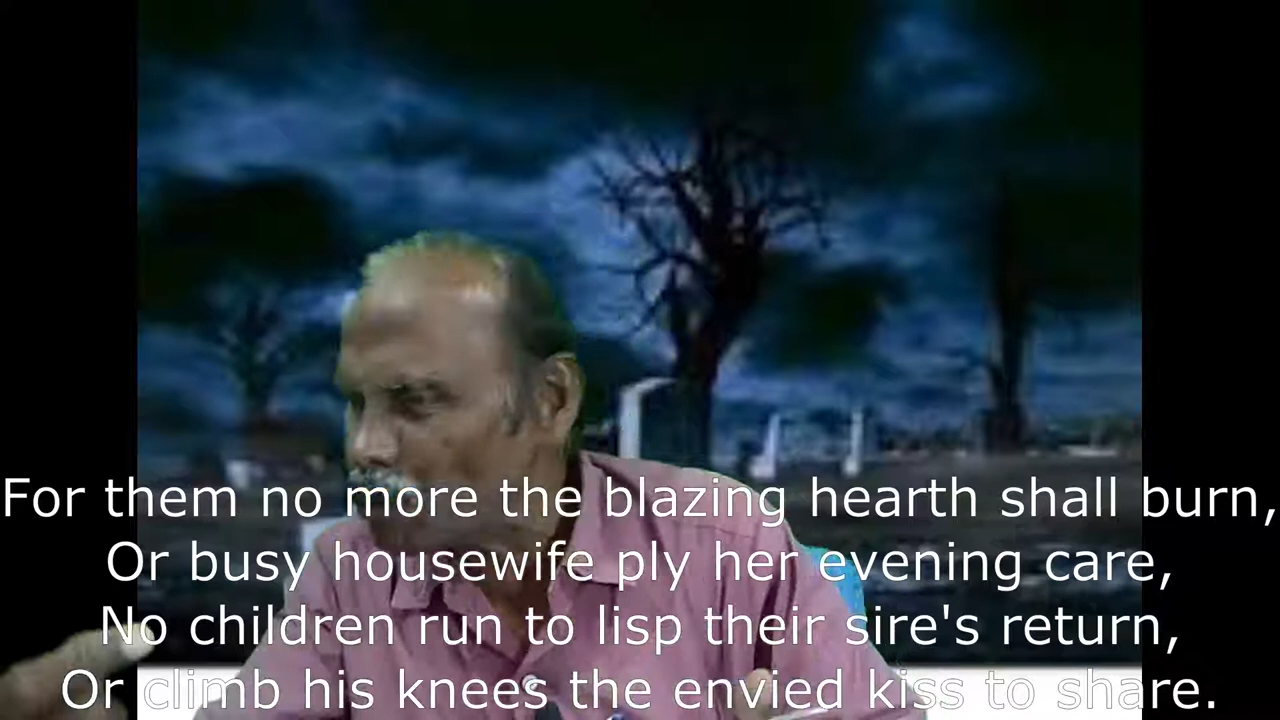 For them no more the blazing hearth shall burn,
Or busy housewife ply her evening care,
No children run to lisp their sire's return,
Or climb his knees the envied kiss to share.